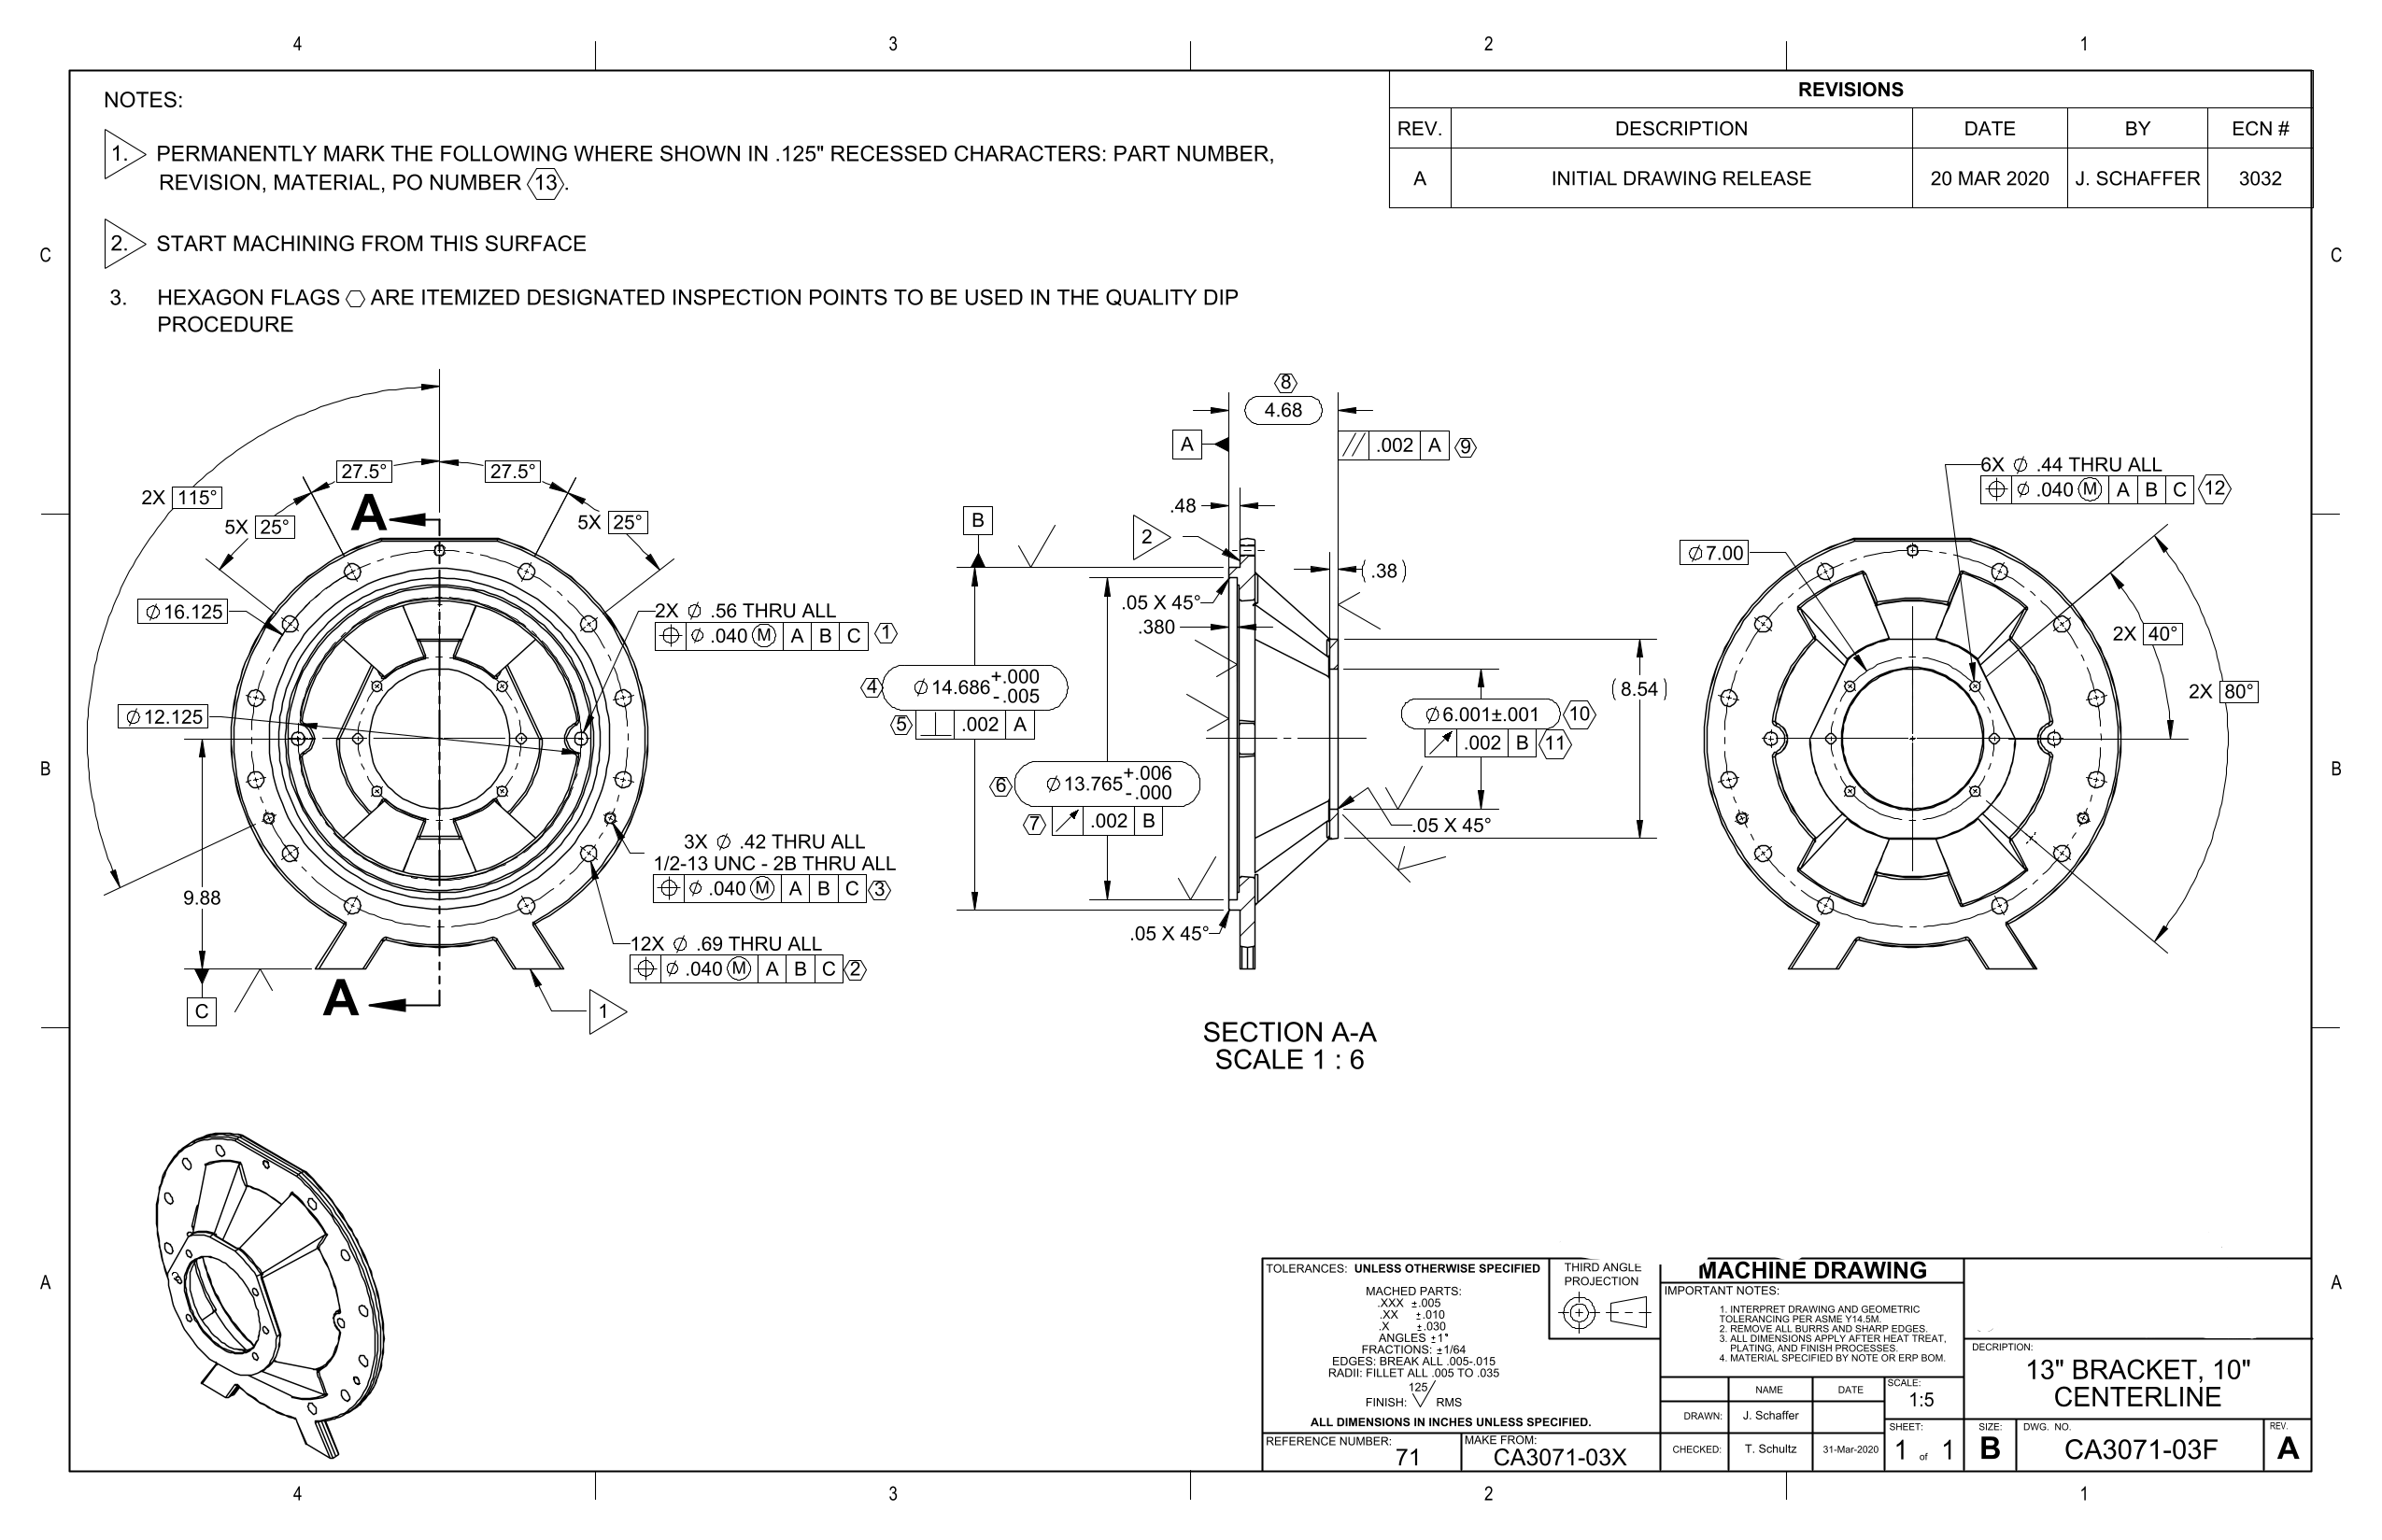 4 3 2 1
NOTES:
1. PERMANENTLY MARK THE FOLLOWING WHERE SHOWN IN .125" RECESSED CHARACTERS: PART NUMBER,
REVISION, MATERIAL, PO NUMBER 13.
2. START MACHINING FROM THIS SURFACE
3. HEXAGON FLAGS ⬡ ARE ITEMIZED DESIGNATED INSPECTION POINTS TO BE USED IN THE QUALITY DIP
PROCEDURE
REVISIONS
REV. DESCRIPTION DATE BY ECN #
A INITIAL DRAWING RELEASE 20 MAR 2020 J. SCHAFFER 3032
C C
B B
A A
2X 115°
27.5° 27.5°
5X 25° 5X 25°
A
⌀16.125
⌀12.125
2X ⌀ .56 THRU ALL
⌖ ⌀ .040 Ⓜ A B C 1
3X ⌀ .42 THRU ALL
1/2-13 UNC - 2B THRU ALL
⌖ ⌀ .040 Ⓜ A B C 3
12X ⌀ .69 THRU ALL
⌖ ⌀ .040 Ⓜ A B C 2
9.88
C
A
1
8
4.68
A
// .002 A 9
.48
B
2
(.38)
.05 X 45°
.380
4 ⌀14.686 +.000 -.005
5 ⊥ .002 A
6 ⌀13.765 +.006 -.000
7 ↗ .002 B
(8.54)
⌀6.001±.001 10
↗ .002 B 11
.05 X 45°
.05 X 45°
SECTION A-A
SCALE 1 : 6
6X ⌀ .44 THRU ALL
⌖ ⌀ .040 Ⓜ A B C 12
⌀7.00
2X 40°
2X 80°
TOLERANCES: UNLESS OTHERWISE SPECIFIED
MACHED PARTS:
.XXX ±.005
.XX ±.010
.X ±.030
ANGLES ±1°
FRACTIONS: ±1/64
EDGES: BREAK ALL .005-.015
RADII: FILLET ALL .005 TO .035
125
FINISH: RMS
ALL DIMENSIONS IN INCHES UNLESS SPECIFIED.
REFERENCE NUMBER: 71
MAKE FROM: CA3071-03X
THIRD ANGLE
PROJECTION
MACHINE DRAWING
IMPORTANT NOTES:
1. INTERPRET DRAWING AND GEOMETRIC
TOLERANCING PER ASME Y14.5M.
2. REMOVE ALL BURRS AND SHARP EDGES.
3. ALL DIMENSIONS APPLY AFTER HEAT TREAT,
PLATING, AND FINISH PROCESSES.
4. MATERIAL SPECIFIED BY NOTE OR ERP BOM.
NAME DATE
DRAWN: J. Schaffer
CHECKED: T. Schultz 31-Mar-2020
SCALE:
1:5
SHEET:
1 of 1
DECRIPTION:
13" BRACKET, 10"
CENTERLINE
SIZE: B
DWG. NO. CA3071-03F
REV. A
4 3 2 1